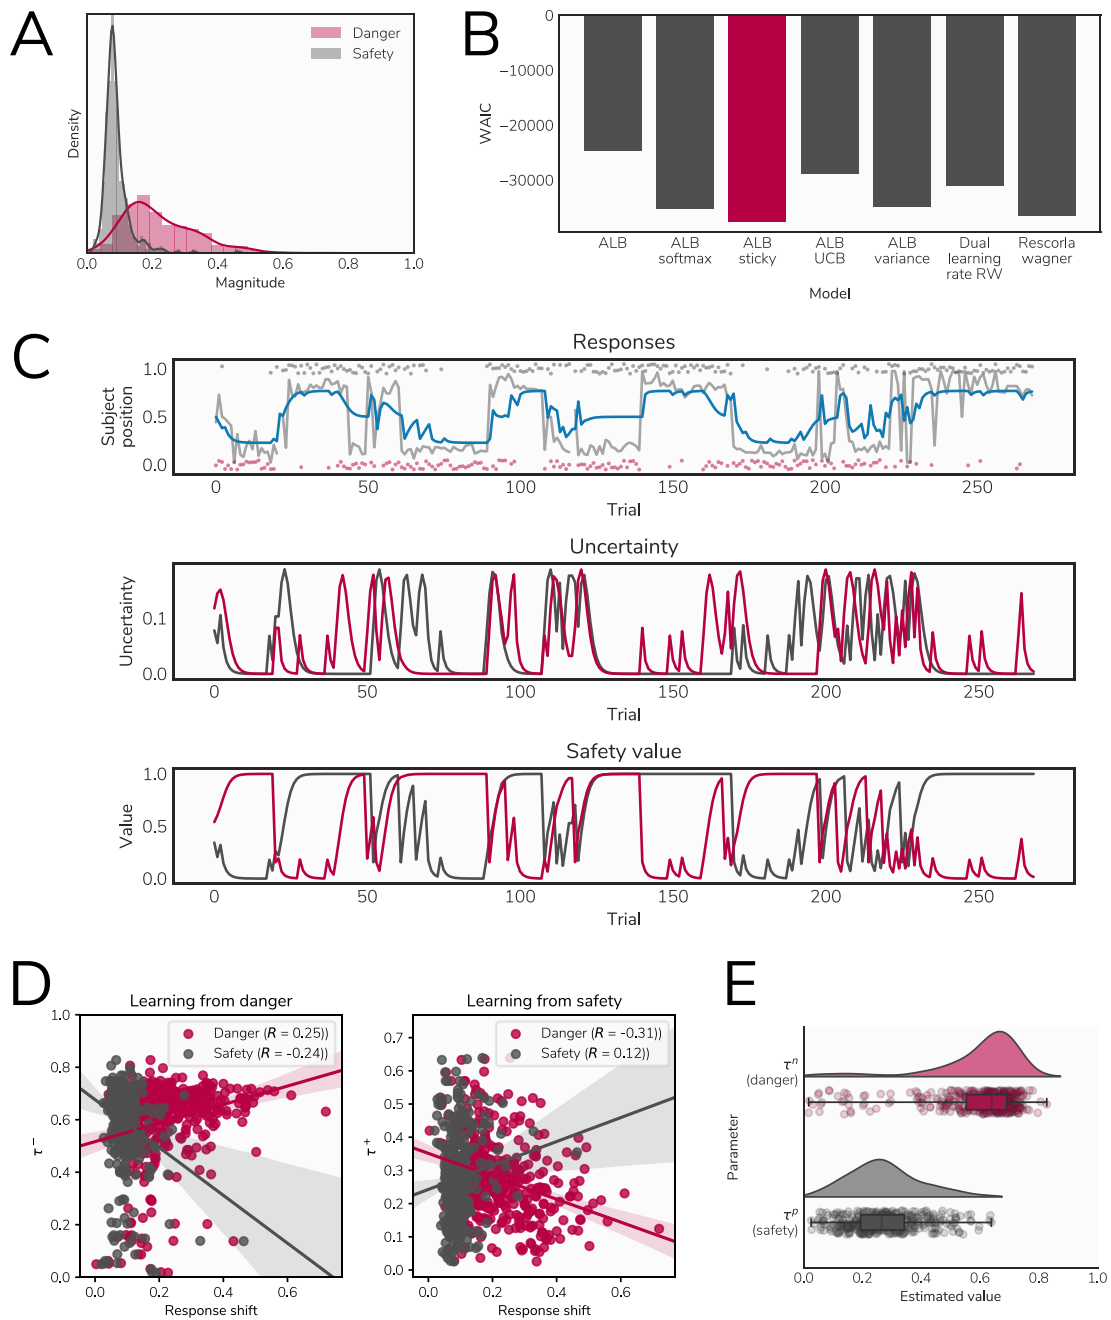 A
Danger
Safety
Density
0.0
0.2
0.4
0.6
0.8
1.0
Magnitude
B
0
−10000
−20000
−30000
WAIC
ALB
ALB
softmax
ALB
sticky
ALB
UCB
ALB
variance
Dual
learning
rate RW
Rescorla
wagner
Model
C
Responses
1.0
0.5
0.0
Subject
position
0
50
100
150
200
250
Trial
Uncertainty
0.1
0.0
Uncertainty
0
50
100
150
200
250
Trial
Safety value
1.0
0.5
0.0
Value
0
50
100
150
200
250
Trial
D
Learning from danger
Danger (R = 0.25))
Safety (R = -0.24))
1.0
0.8
0.6
0.4
0.2
0.0
τ−
0.0
0.2
0.4
0.6
Response shift
Learning from safety
Danger (R = -0.31))
Safety (R = 0.12))
0.7
0.6
0.5
0.4
0.3
0.2
0.1
0.0
τ+
0.0
0.2
0.4
0.6
Response shift
E
τn
(danger)
τp
(safety)
Parameter
0.0
0.2
0.4
0.6
0.8
1.0
Estimated value